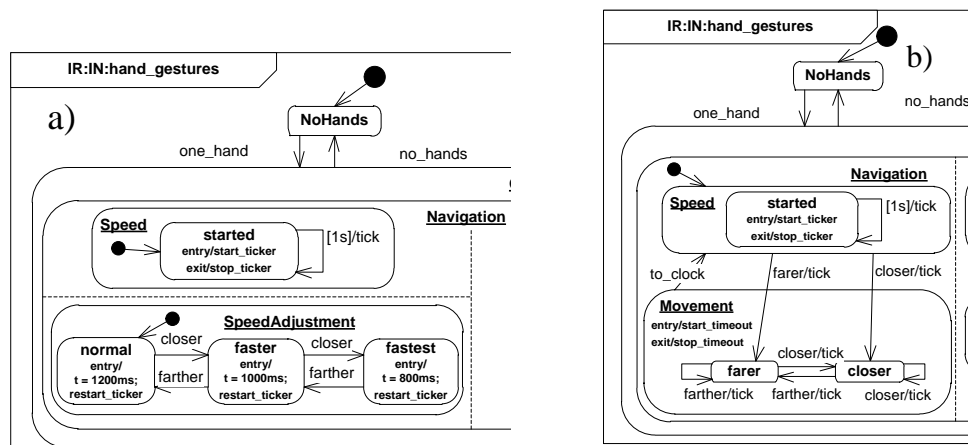 IR:IN:hand_gestures
a)
NoHands
one_hand
no_hands
Navigation
Speed
started
entry/start_ticker
exit/stop_ticker
[1s]/tick
SpeedAdjustment
normal
entry/
t = 1200ms;
restart_ticker
closer
farther
faster
entry/
t = 1000ms;
restart_ticker
closer
farther
fastest
entry/
t = 800ms;
restart_ticker
IR:IN:hand_gestures
b)
NoHands
one_hand
no_hands
Navigation
Speed
started
entry/start_ticker
exit/stop_ticker
[1s]/tick
to_clock
farer/tick
closer/tick
Movement
entry/start_timeout
exit/stop_timeout
closer/tick
farer
closer
farther/tick
farther/tick
closer/tick